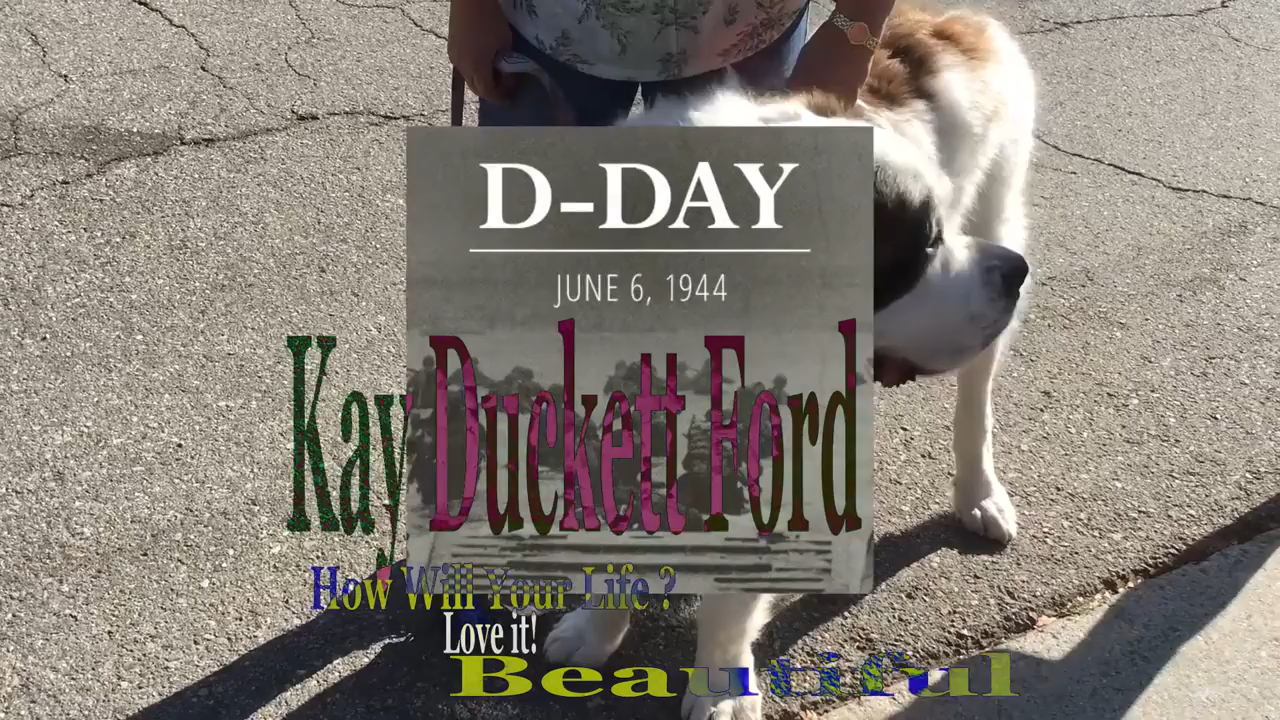 D-DAY
JUNE 6, 1944
Kay Duckett Ford
How Will Your Life ?
Love it!
Beautiful